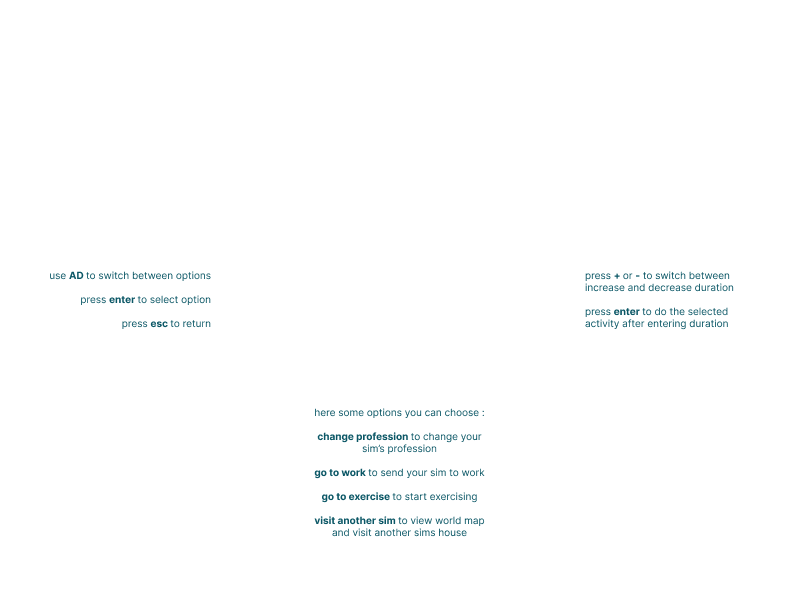 use AD to switch between options
press enter to select option
press esc to return
press + or - to switch between
increase and decrease duration
press enter to do the selected
activity after entering duration
here some options you can choose :
change profession to change your
sim's profession
go to work to send your sim to work
go to exercise to start exercising
visit another sim to view world map
and visit another sims house